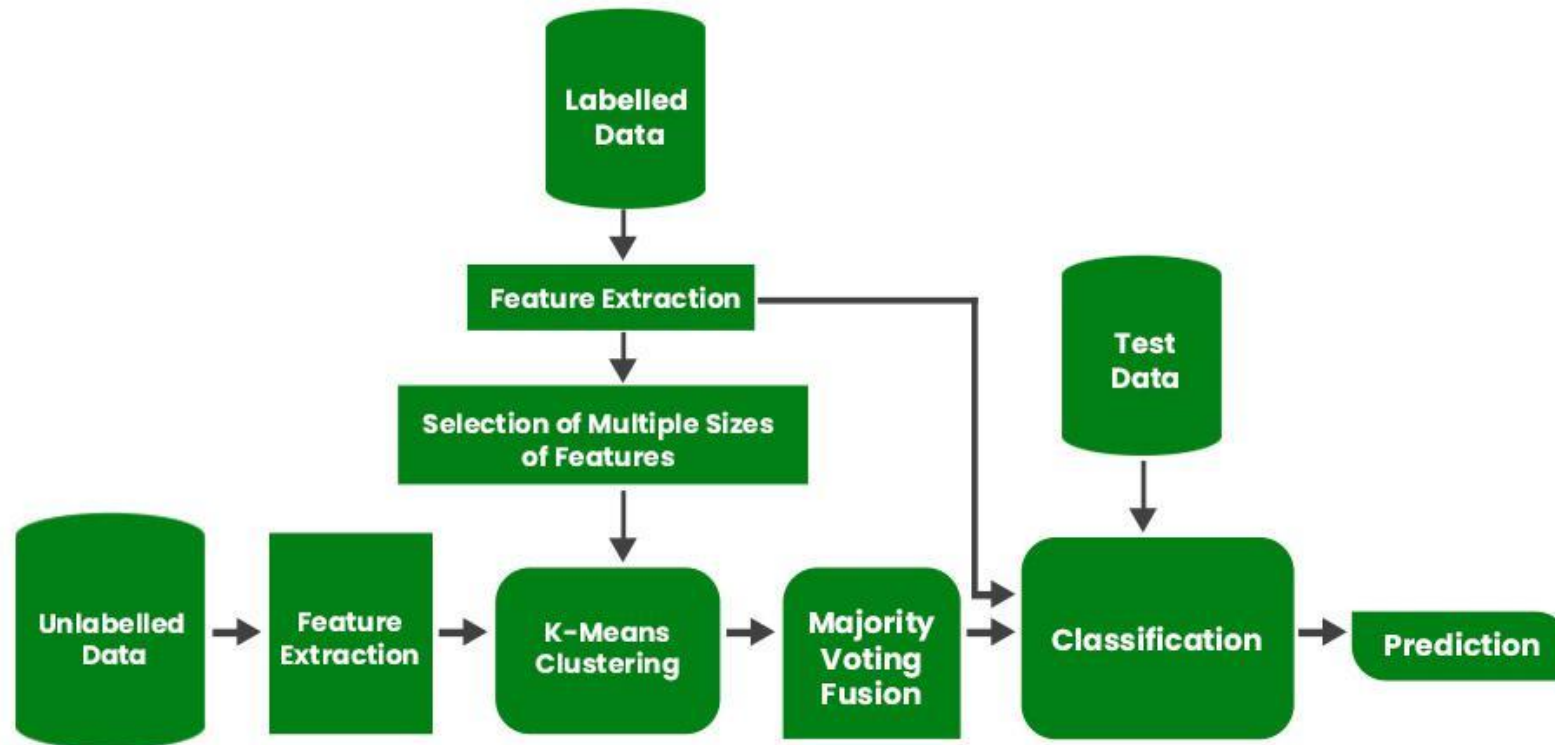 Labelled
Data
Feature Extraction
Test
Data
Selection of Multiple Sizes
of Features
Unlabelled
Data
Feature
Extraction
K-Means
Clustering
Majority
Voting
Fusion
Classification
Prediction